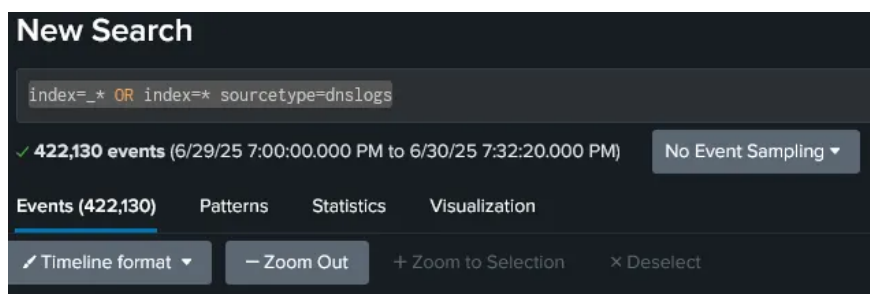 New Search
index=_* OR index=* sourcetype=dnslogs
✓ 422,130 events (6/29/25 7:00:00.000 PM to 6/30/25 7:32:20.000 PM) No Event Sampling ▾
Events (422,130) Patterns Statistics Visualization
Timeline format ▾ — Zoom Out + Zoom to Selection × Deselect